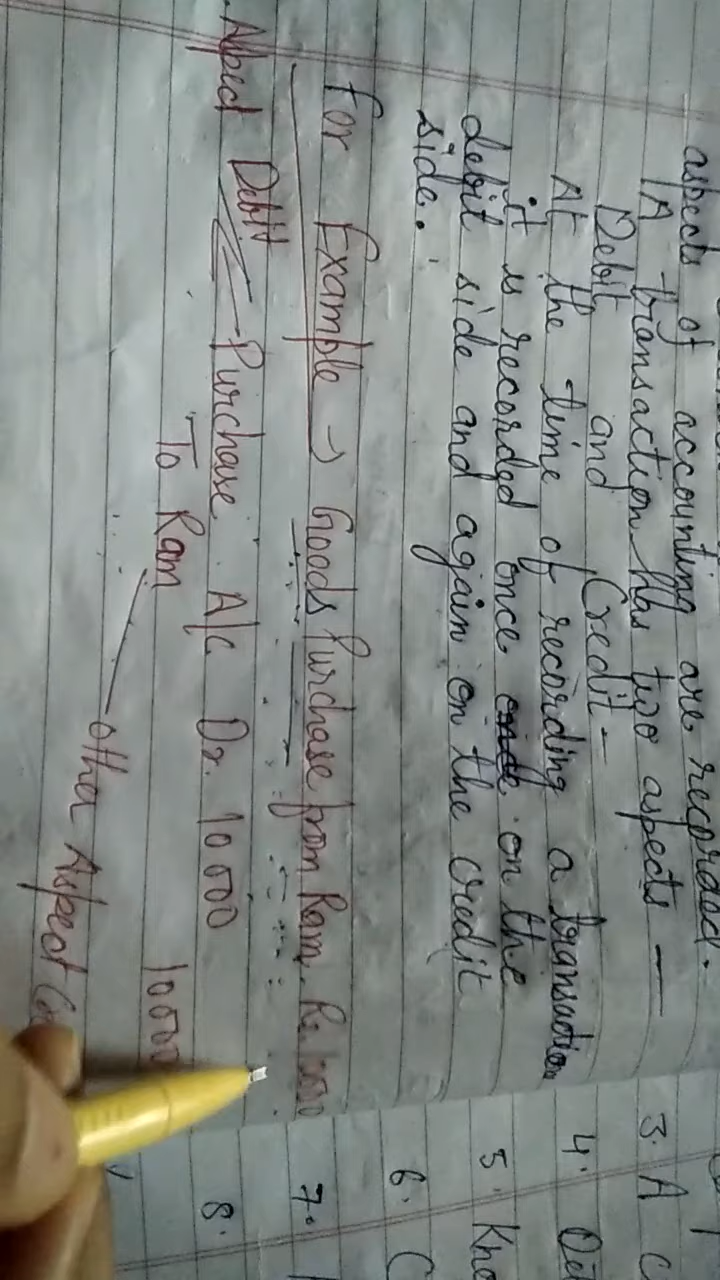 aspects of accounting are recorded.
A transaction has two aspects —
Debit and Credit –
At the time of recording a transaction
it is recorded once on the
debit side and again on the credit
side.
For Example → Goods Purchase from Ram, Rs. 10000
Aspect Debit
Purchase A/c Dr. 10000
To Ram 10000
other Aspect
3. A C
4.
5.
6. C
7.
8.